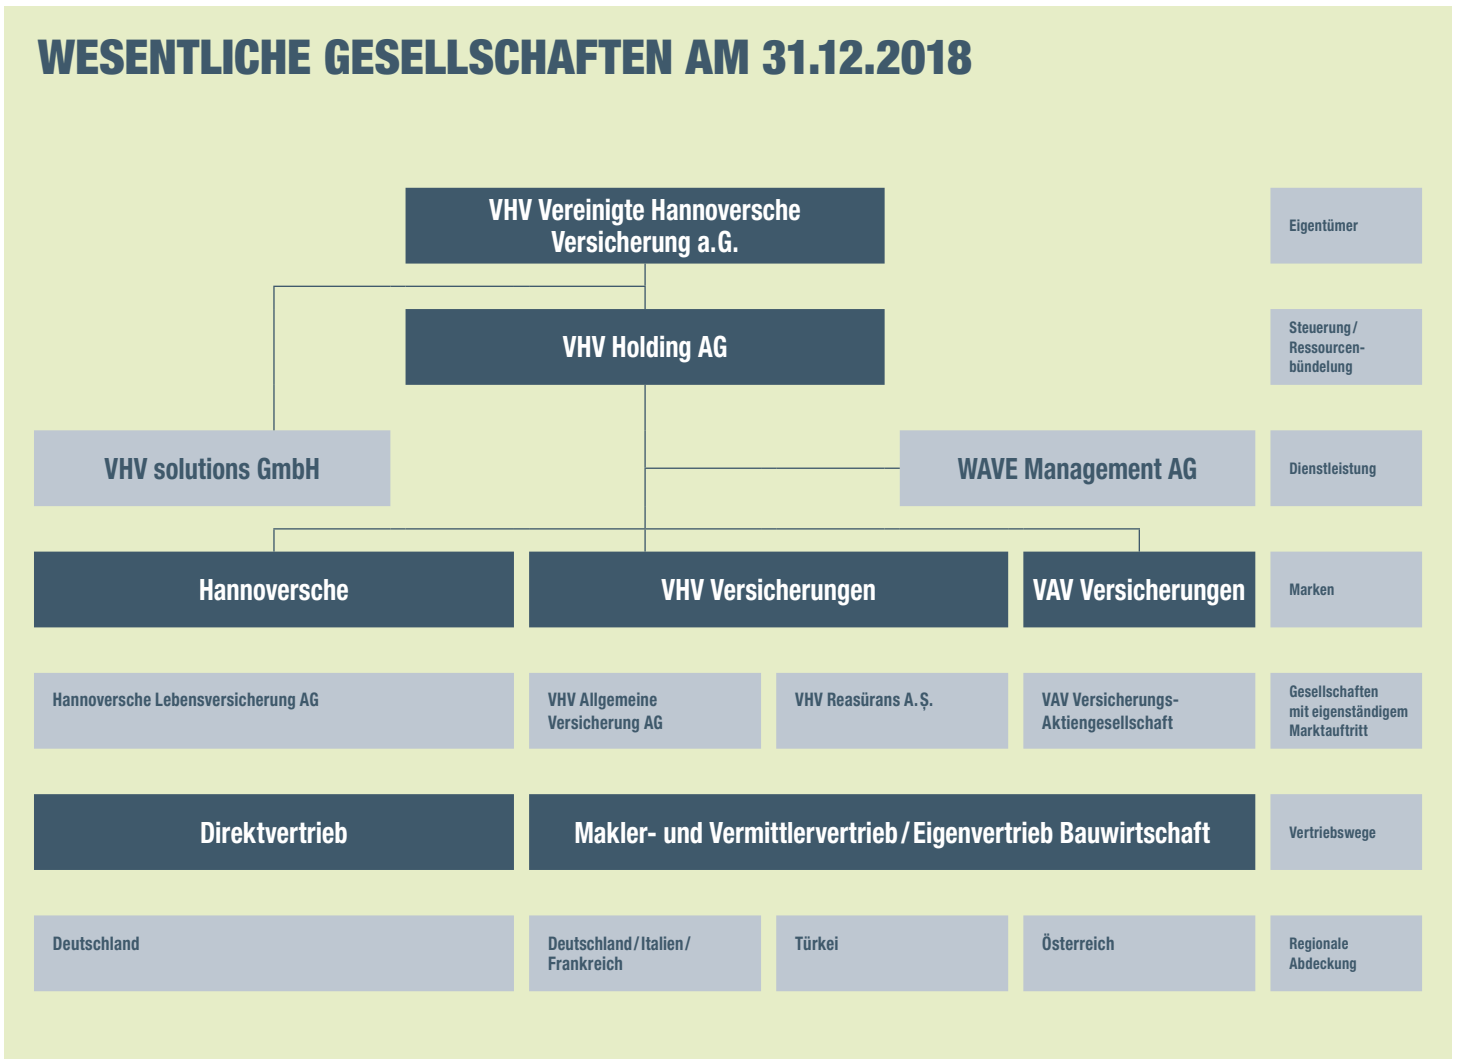 WESENTLICHE GESELLSCHAFTEN AM 31.12.2018
VHV Vereinigte Hannoversche
Versicherung a.G.
Eigentümer
VHV Holding AG
Steuerung/
Ressourcen-
bündelung
VHV solutions GmbH
WAVE Management AG
Dienstleistung
Hannoversche
VHV Versicherungen
VAV Versicherungen
Marken
Hannoversche Lebensversicherung AG
VHV Allgemeine
Versicherung AG
VHV Reasürans A.Ş.
VAV Versicherungs-
Aktiengesellschaft
Gesellschaften
mit eigenständigem
Marktauftritt
Direktvertrieb
Makler- und Vermittlervertrieb/Eigenvertrieb Bauwirtschaft
Vertriebswege
Deutschland
Deutschland/Italien/
Frankreich
Türkei
Österreich
Regionale
Abdeckung